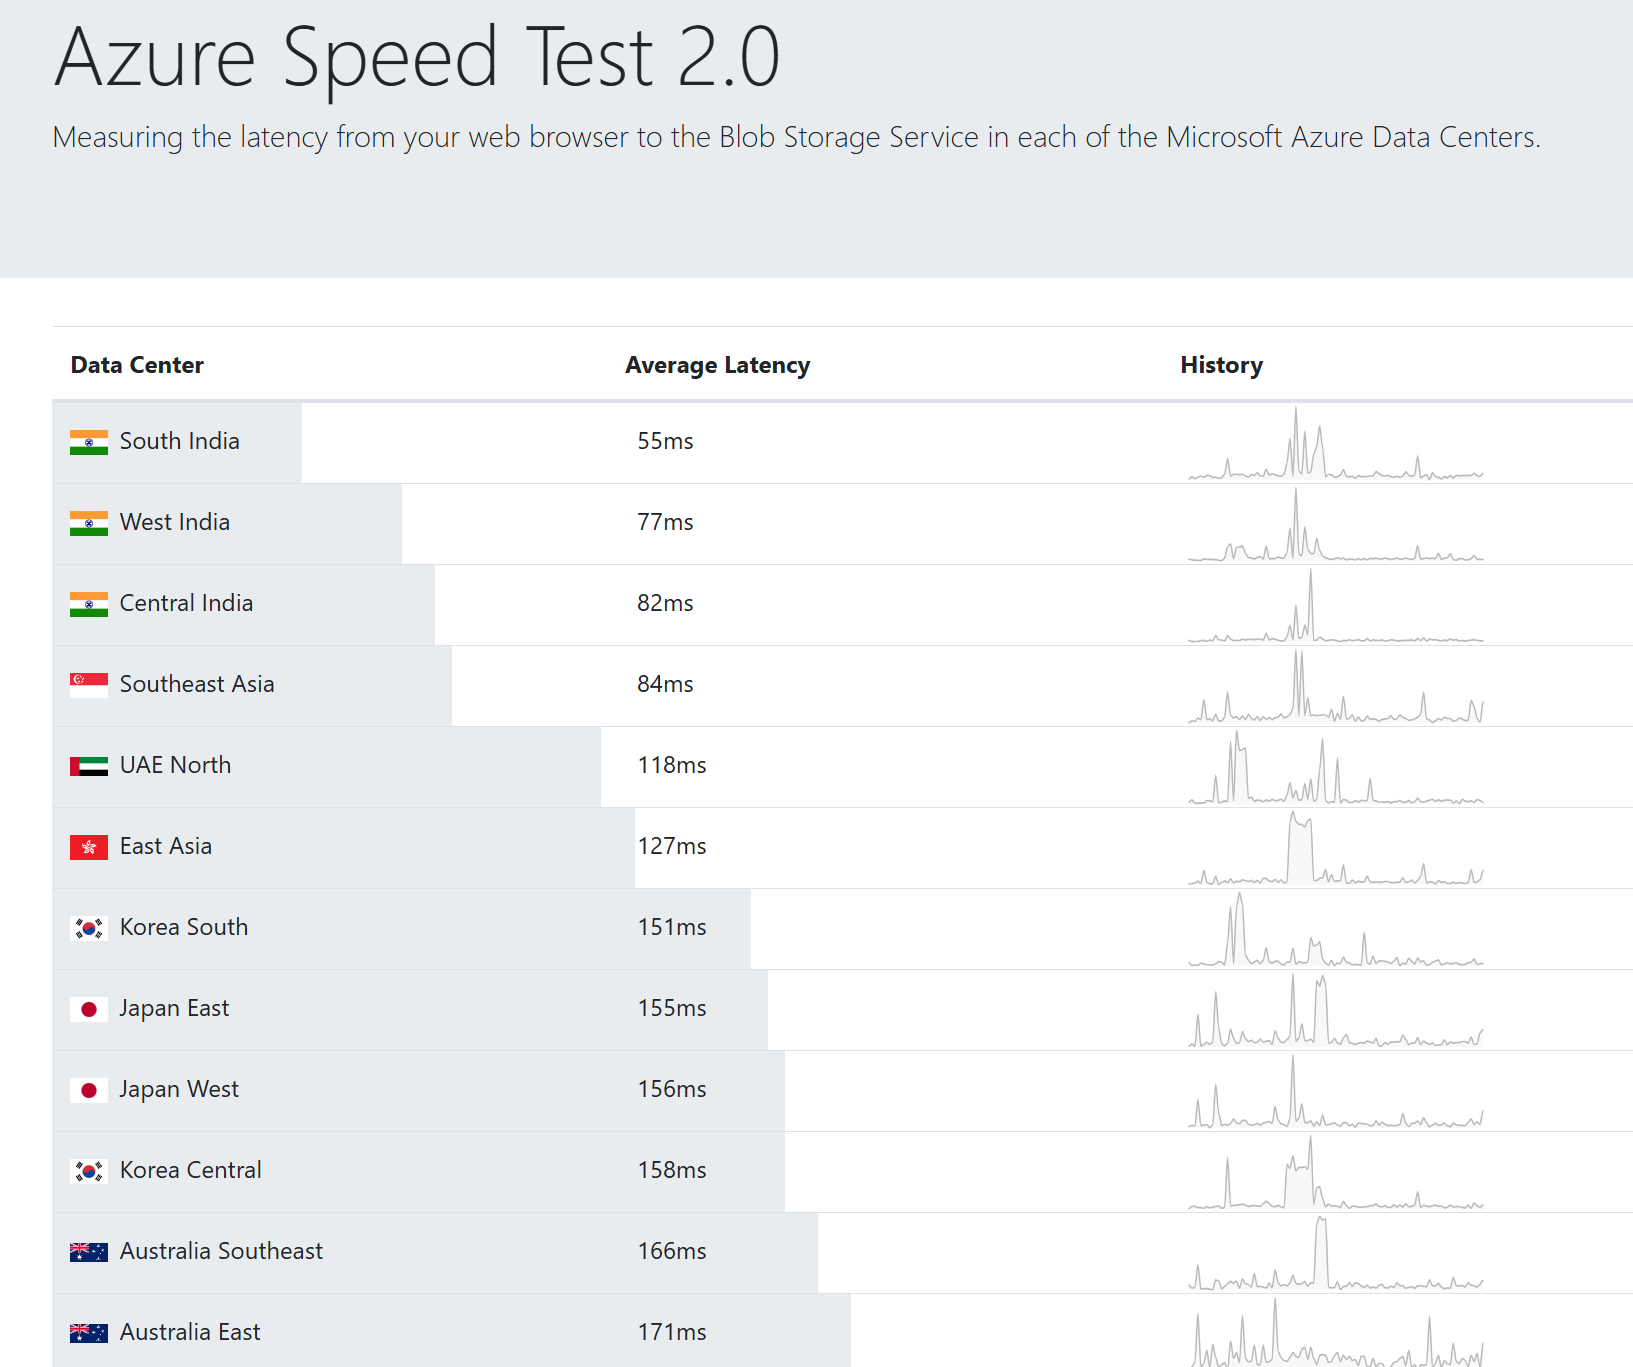 Azure Speed Test 2.0
Measuring the latency from your web browser to the Blob Storage Service in each of the Microsoft Azure Data Centers.
Data Center Average Latency History
South India 55ms
West India 77ms
Central India 82ms
Southeast Asia 84ms
UAE North 118ms
East Asia 127ms
Korea South 151ms
Japan East 155ms
Japan West 156ms
Korea Central 158ms
Australia Southeast 166ms
Australia East 171ms